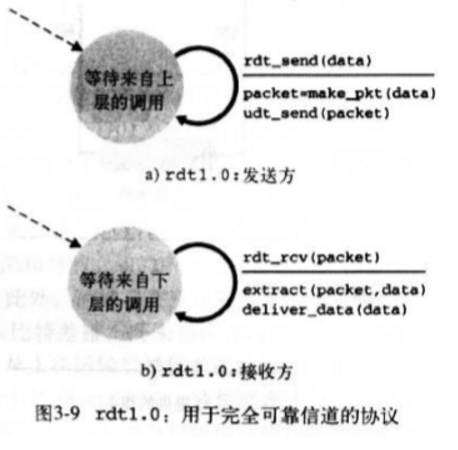 等待来自上
层的调用
rdt_send(data)
packet=make_pkt(data)
udt_send(packet)
a) rdt1.0:发送方
等待来自下
层的调用
rdt_rcv(packet)
extract(packet,data)
deliver_data(data)
b) rdt1.0:接收方
图3-9 rdt1.0: 用于完全可靠信道的协议